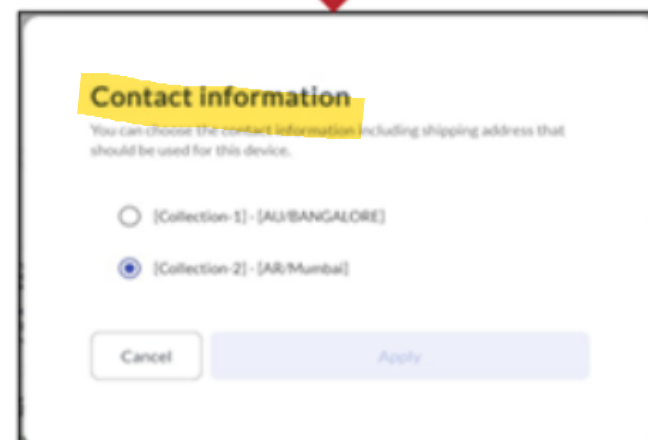 Contact information
You can choose the contact information including shipping address that
should be used for this device.
[Collection-1] - [AU/BANGALORE]
[Collection-2] - [AR/Mumbai]
Cancel
Apply